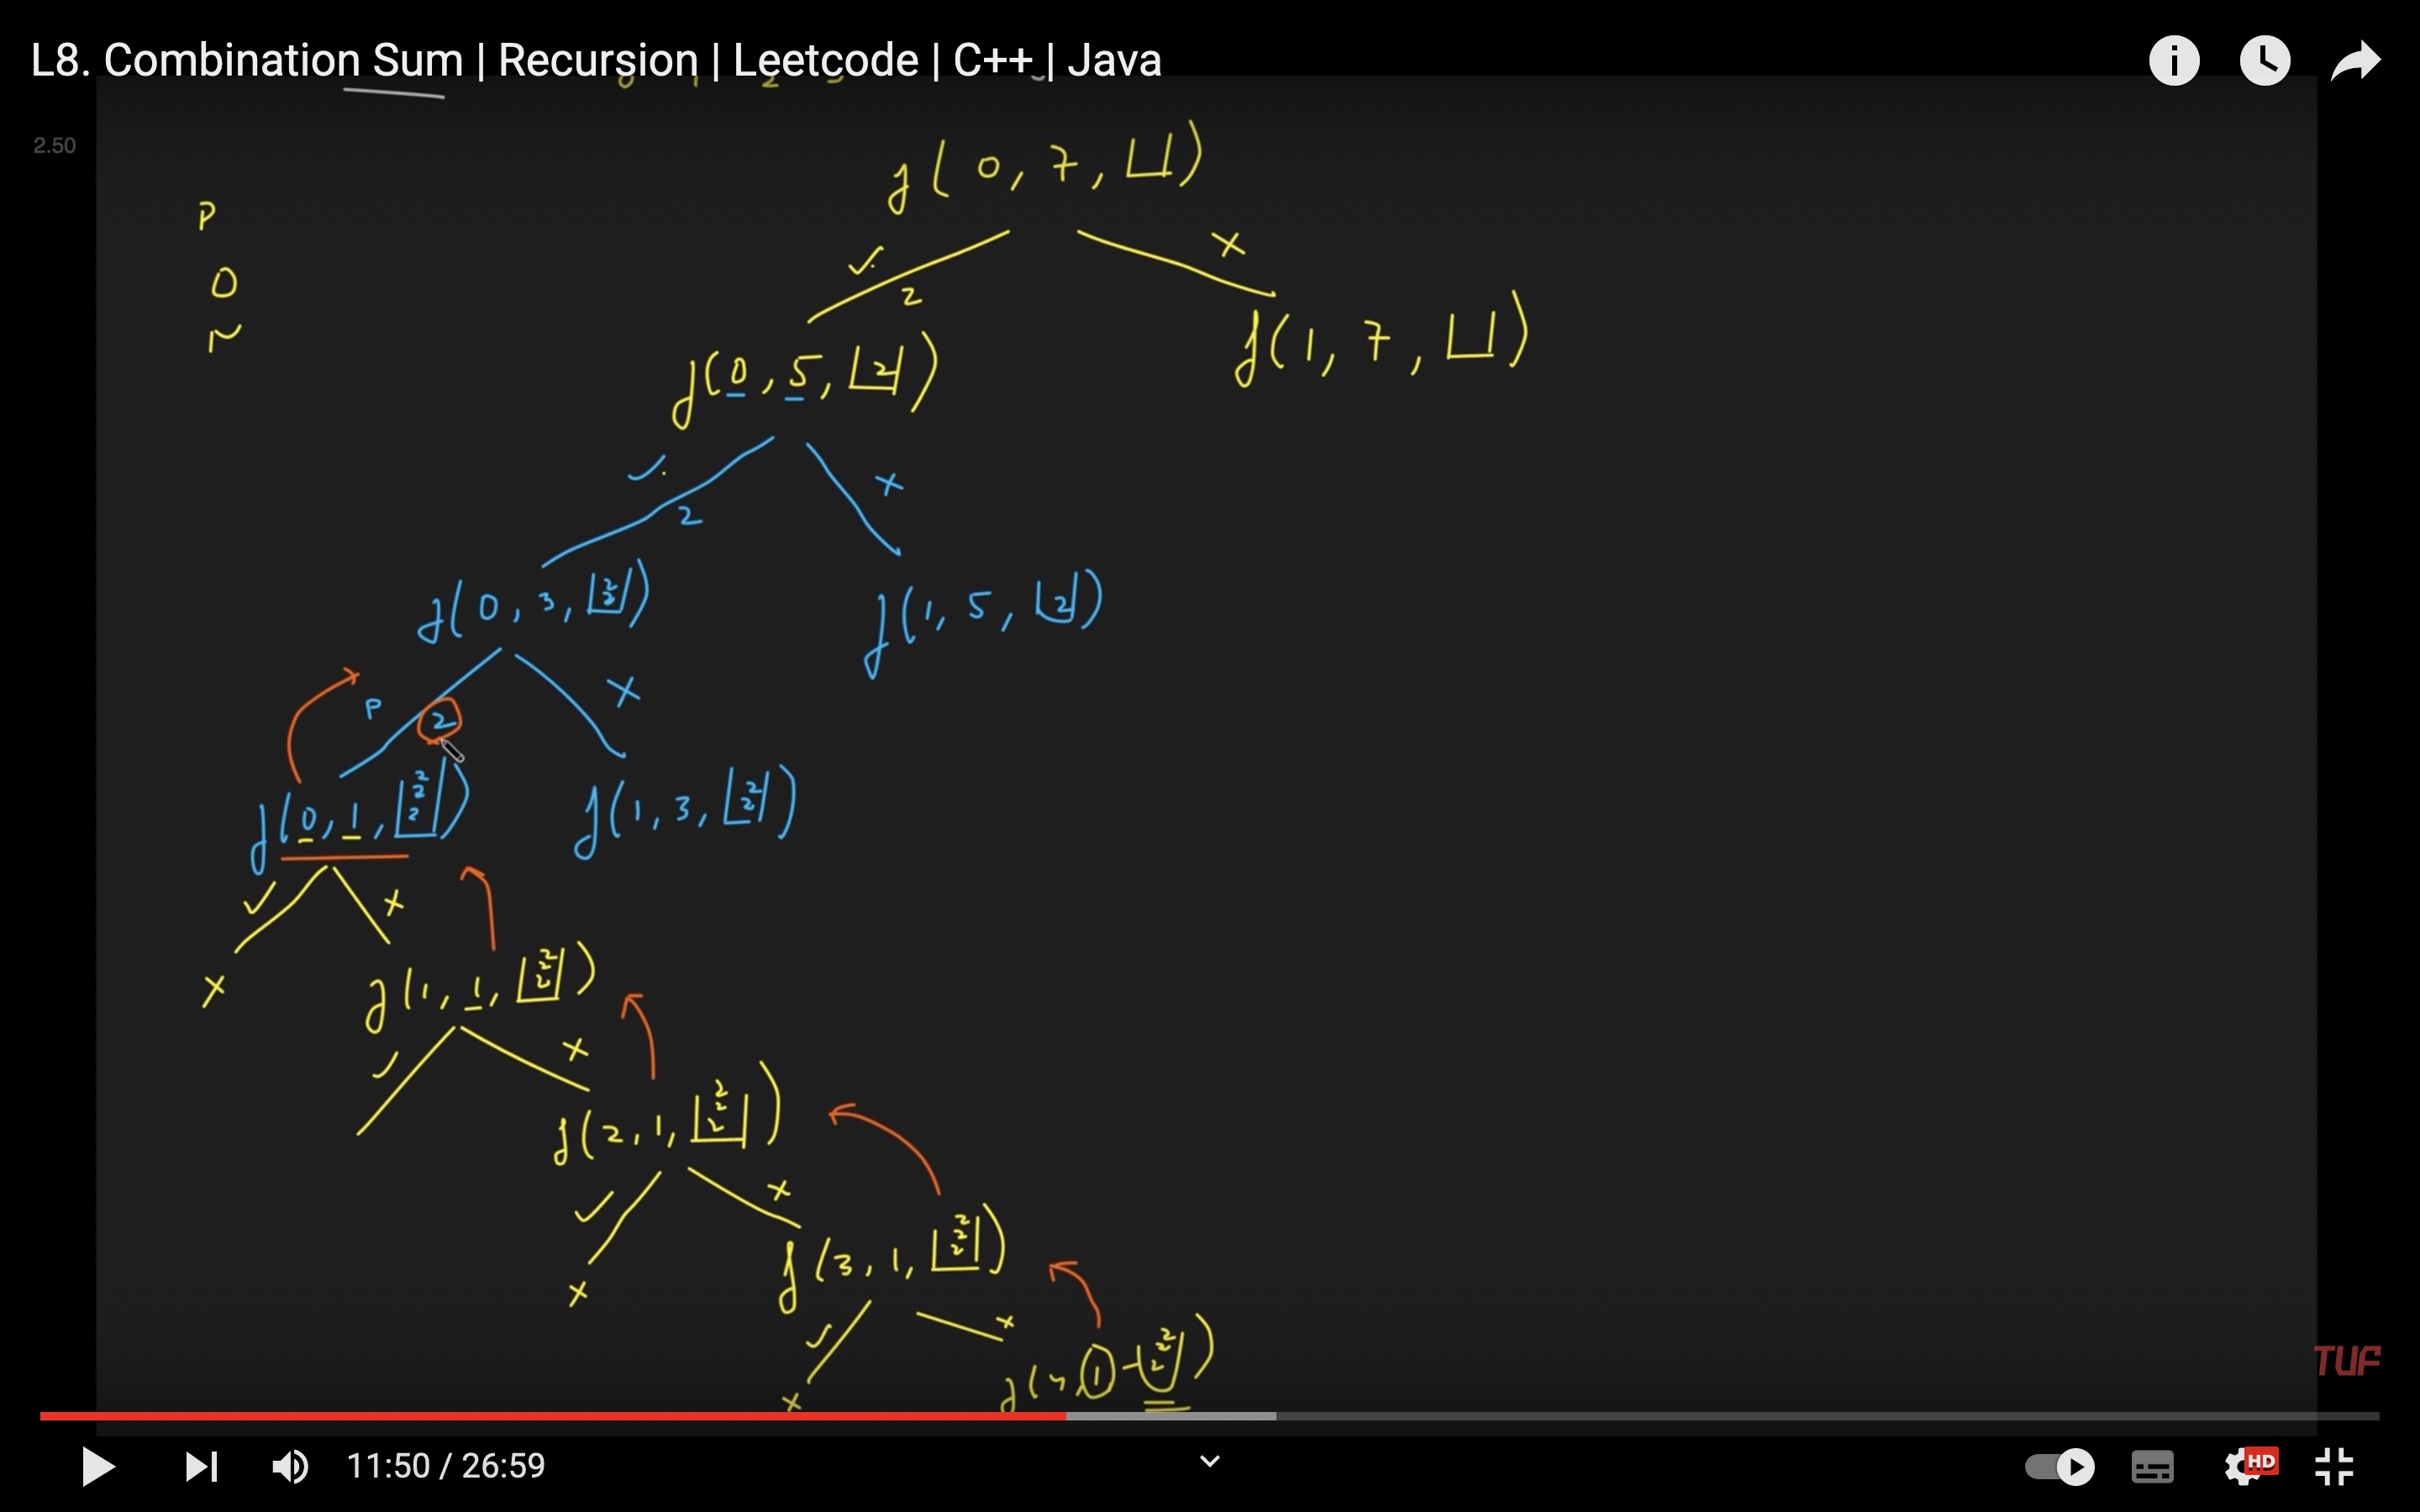 L8. Combination Sum | Recursion | Leetcode | C++ | Java
2.50
f(0, 7, [])
P
✓ 2 ×
0
f(0, 5, [2]) f(1, 7, [])
✓ 2 ×
f(0, 3, [2 2]) f(1, 5, [2])
P 2 ×
f(0, 1, [2 2 2]) f(1, 3, [2 2])
✓ ×
× f(1, 1, [2 2 2])
✓ ×
f(2, 1, [2 2 2])
✓ ×
× f(3, 1, [2 2 2])
✓ ×
× f(4, 1, [2 2 2])
TUF
11:50 / 26:59
HD